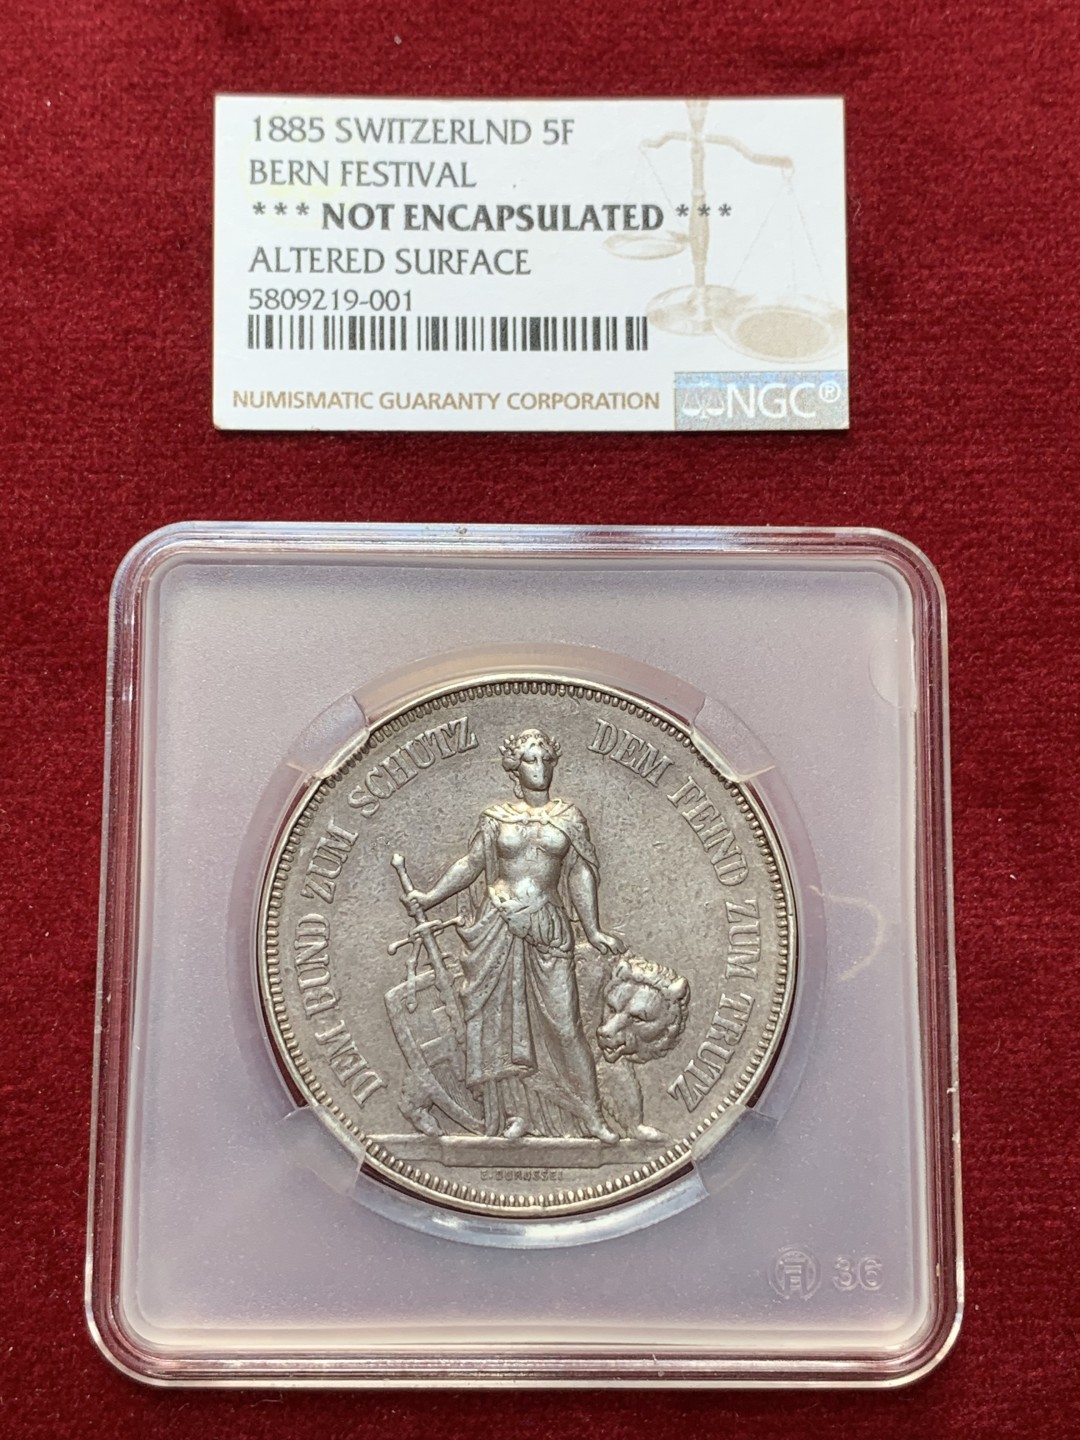 1885 SWITZERLND 5F
BERN FESTIVAL
*** NOT ENCAPSULATED ***
ALTERED SURFACE
5809219-001
NUMISMATIC GUARANTY CORPORATION
NGC®
DEM BUND ZUM SCHUTZ
DEM FEIND ZUM TRUTZ
36